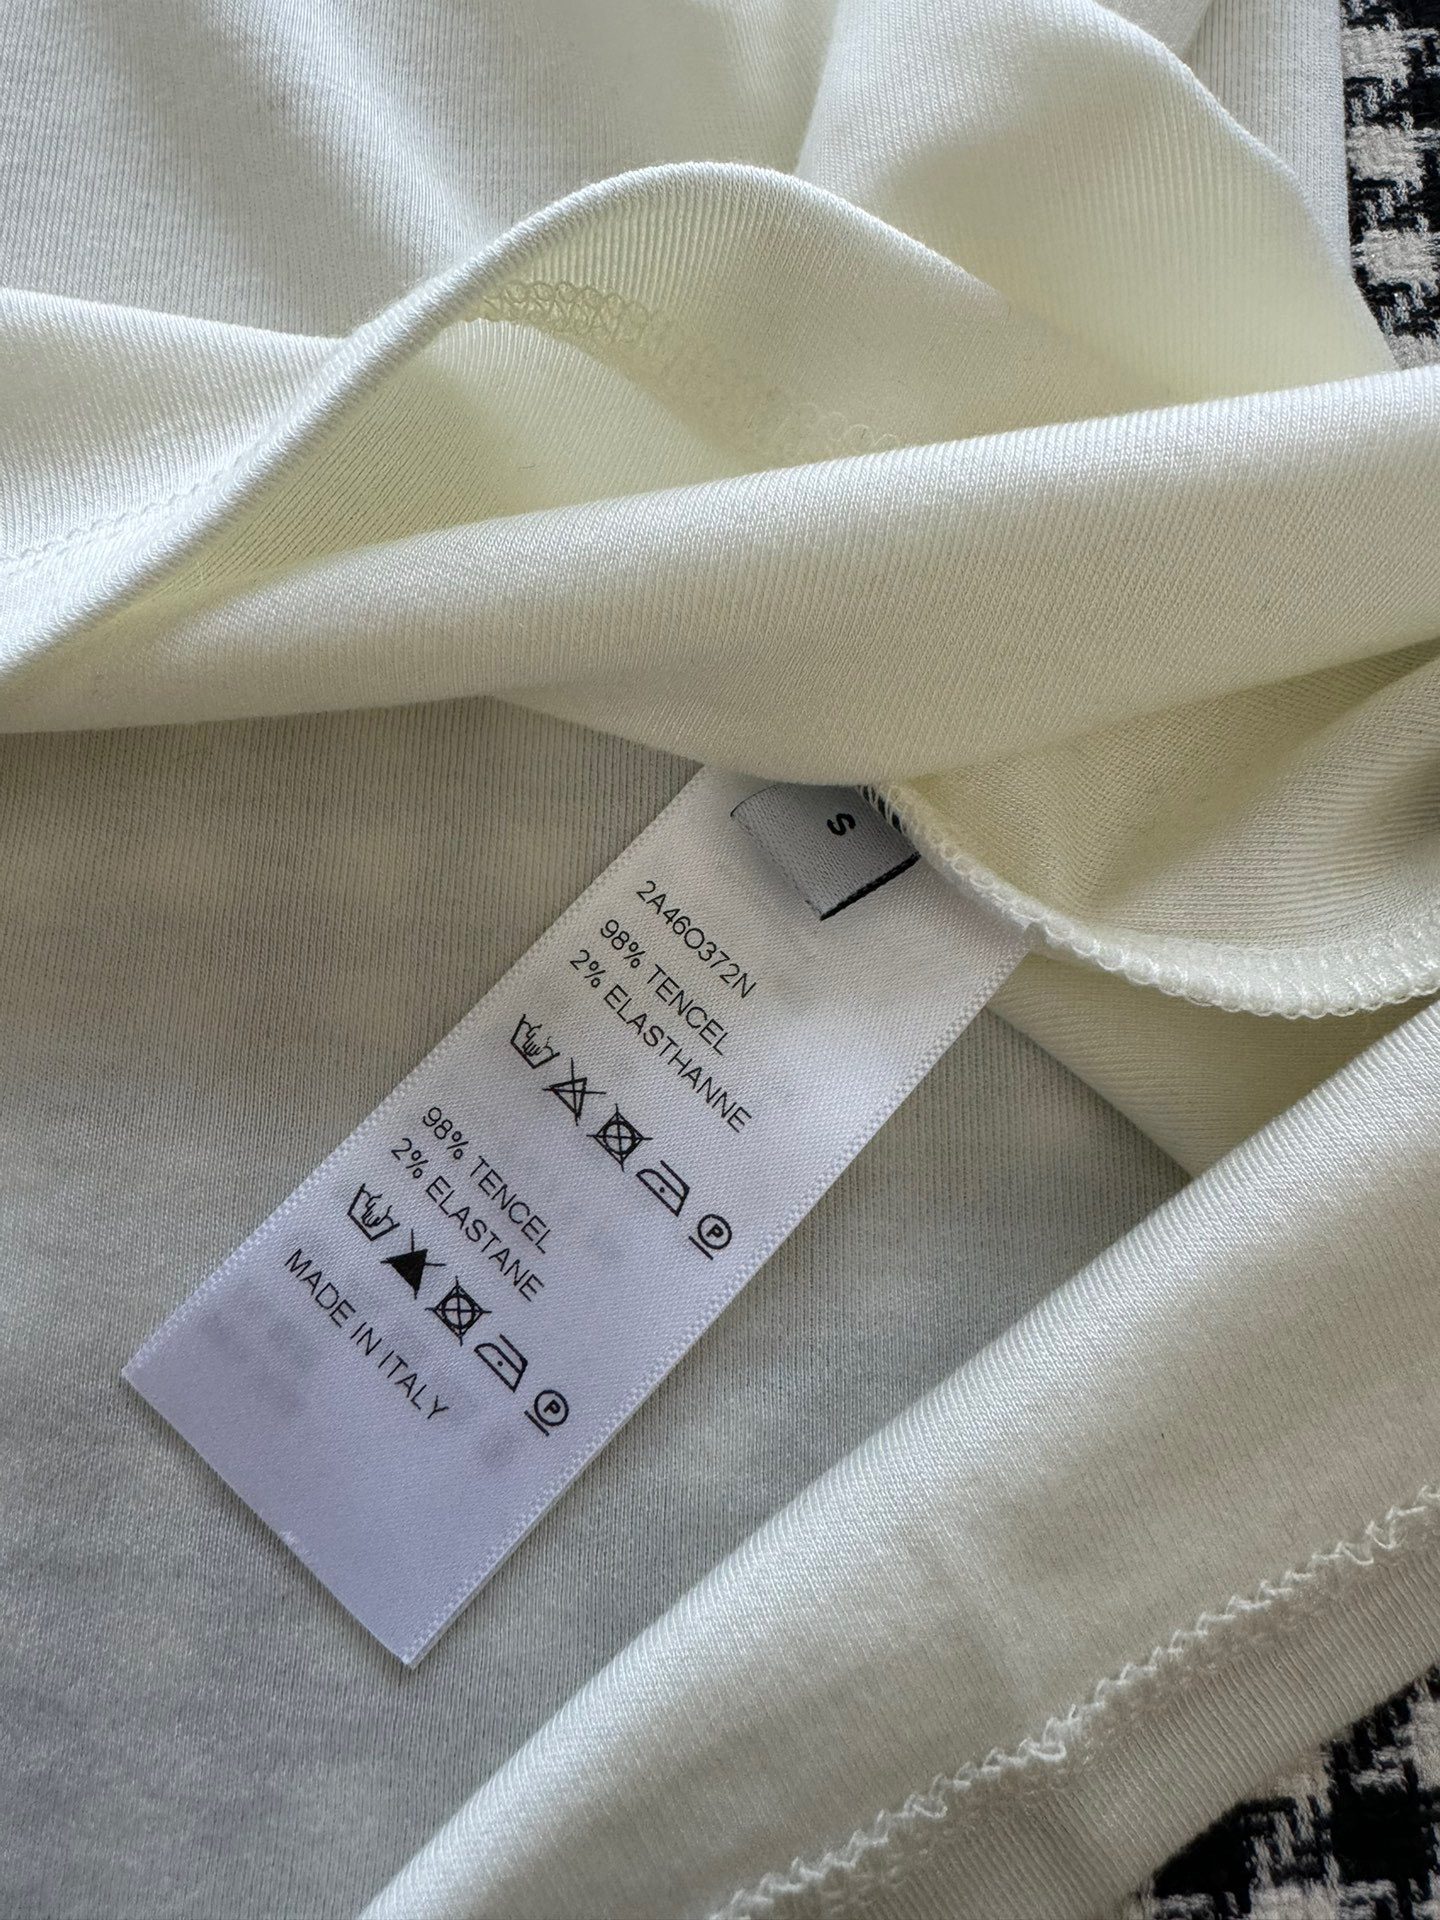 S
2A46O372N
98% TENCEL
2% ELASTHANNE
P
98% TENCEL
2% ELASTANE
P
MADE IN ITALY